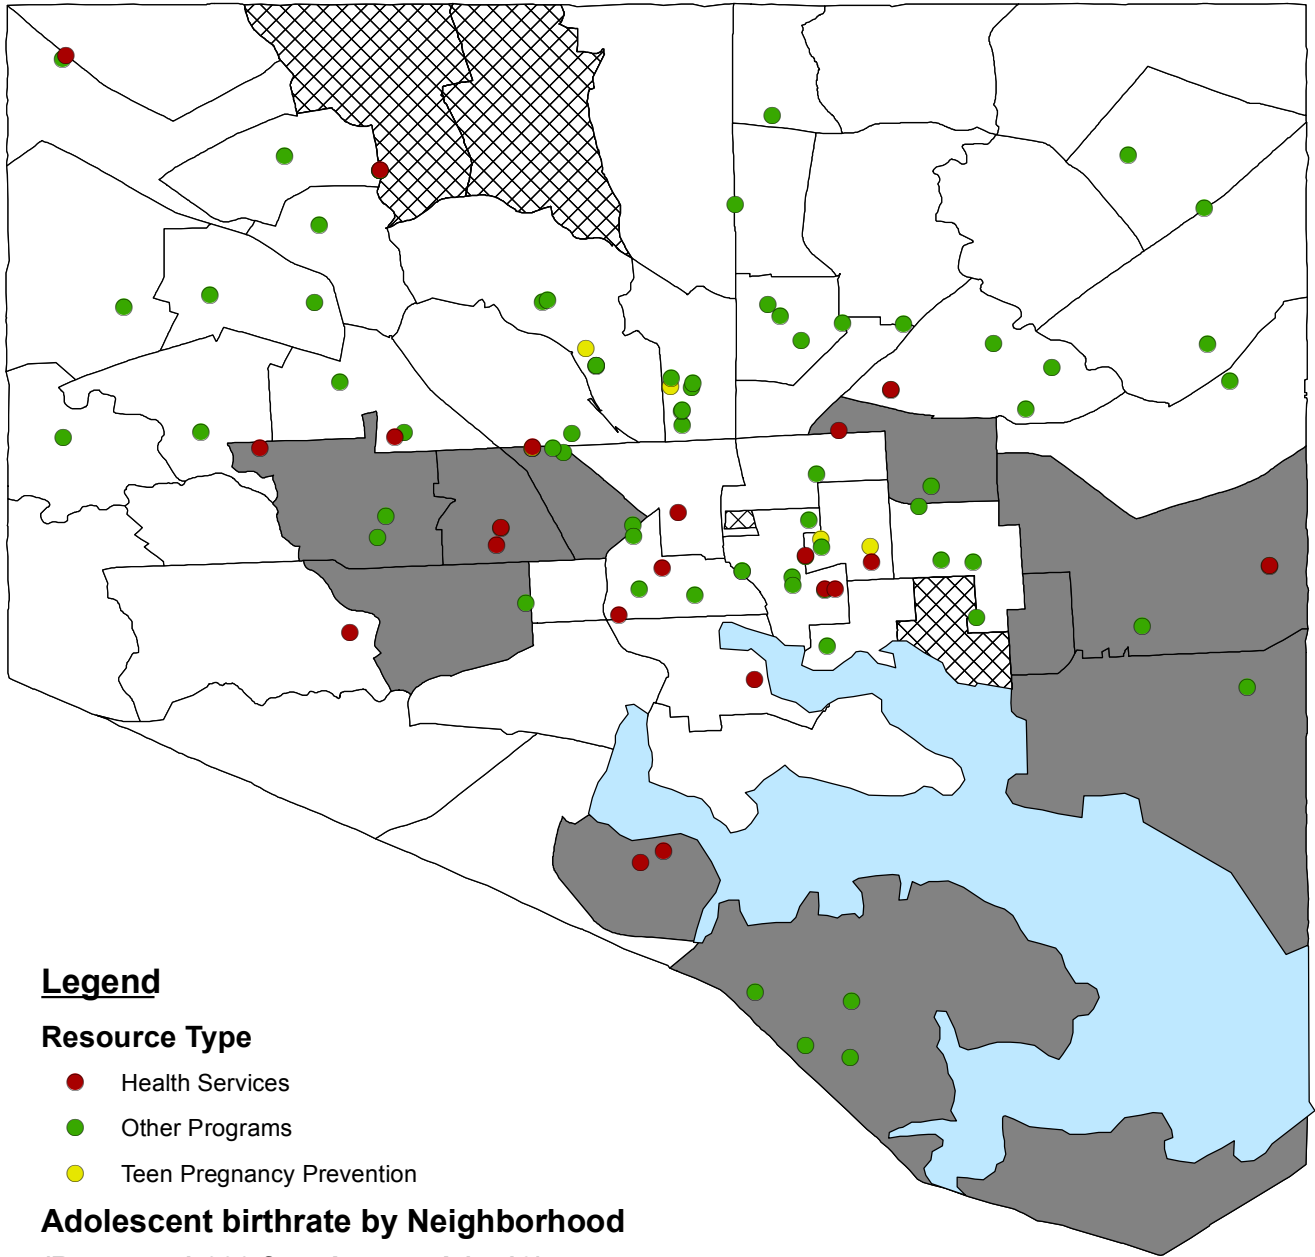 Legend
Resource Type
Health Services
Other Programs
Teen Pregnancy Prevention
Adolescent birthrate by Neighborhood